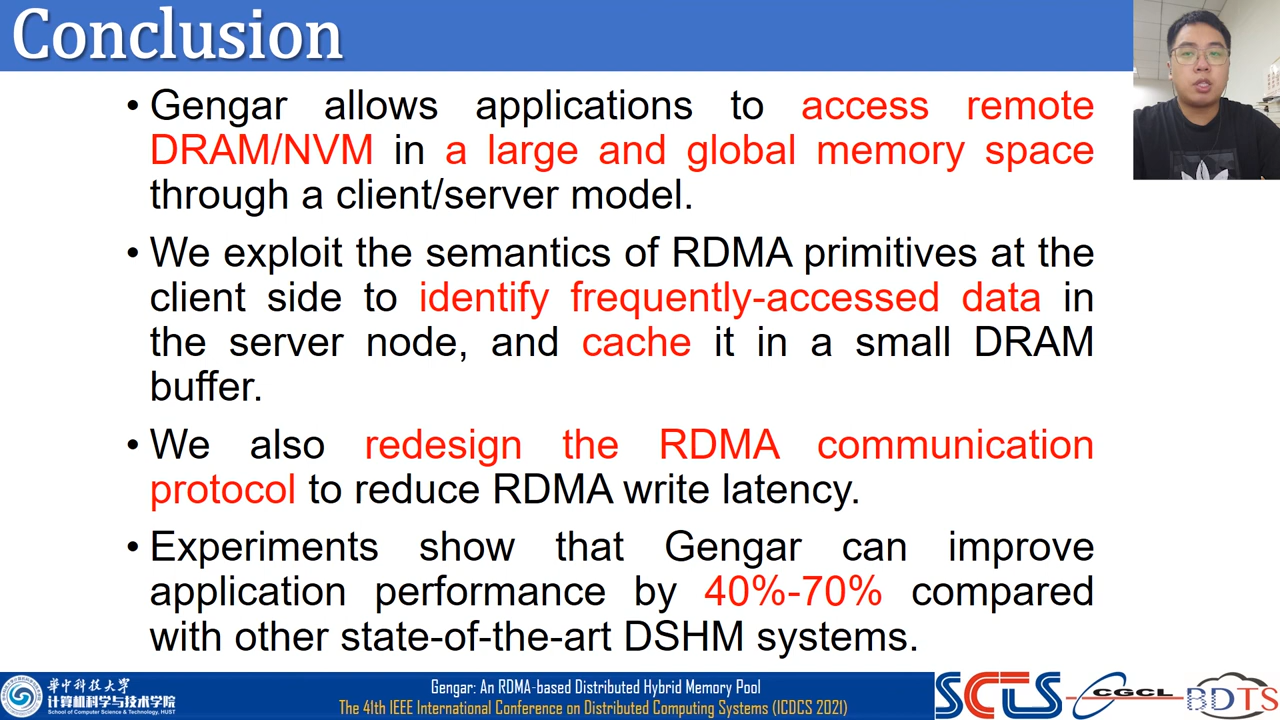 Conclusion
• Gengar allows applications to access remote
DRAM/NVM in a large and global memory space
through a client/server model.
• We exploit the semantics of RDMA primitives at the
client side to identify frequently-accessed data in
the server node, and cache it in a small DRAM
buffer.
• We also redesign the RDMA communication
protocol to reduce RDMA write latency.
• Experiments show that Gengar can improve
application performance by 40%-70% compared
with other state-of-the-art DSHM systems.
华中科技大学
计算机科学与技术学院
School of Computer Science & Technology, HUST
Gengar: An RDMA-based Distributed Hybrid Memory Pool
The 41th IEEE International Conference on Distributed Computing Systems (ICDCS 2021)
SCTS
CGCL
BDTS